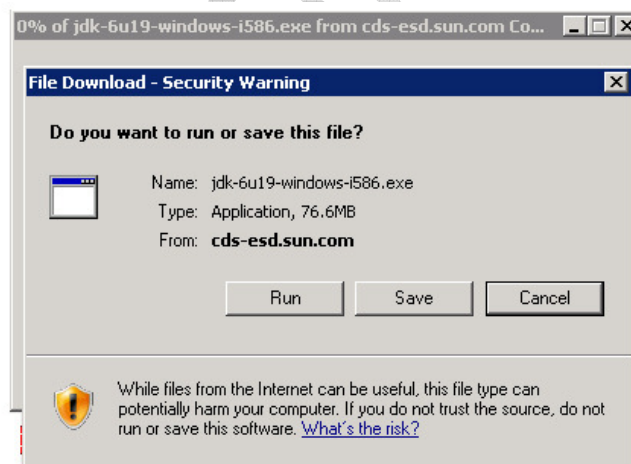 0% of jdk-6u19-windows-i586.exe from cds-esd.sun.com Co...
File Download - Security Warning
Do you want to run or save this file?
Name: jdk-6u19-windows-i586.exe
Type: Application, 76.6MB
From: cds-esd.sun.com
Run Save Cancel
While files from the Internet can be useful, this file type can
potentially harm your computer. If you do not trust the source, do not
run or save this software. What's the risk?